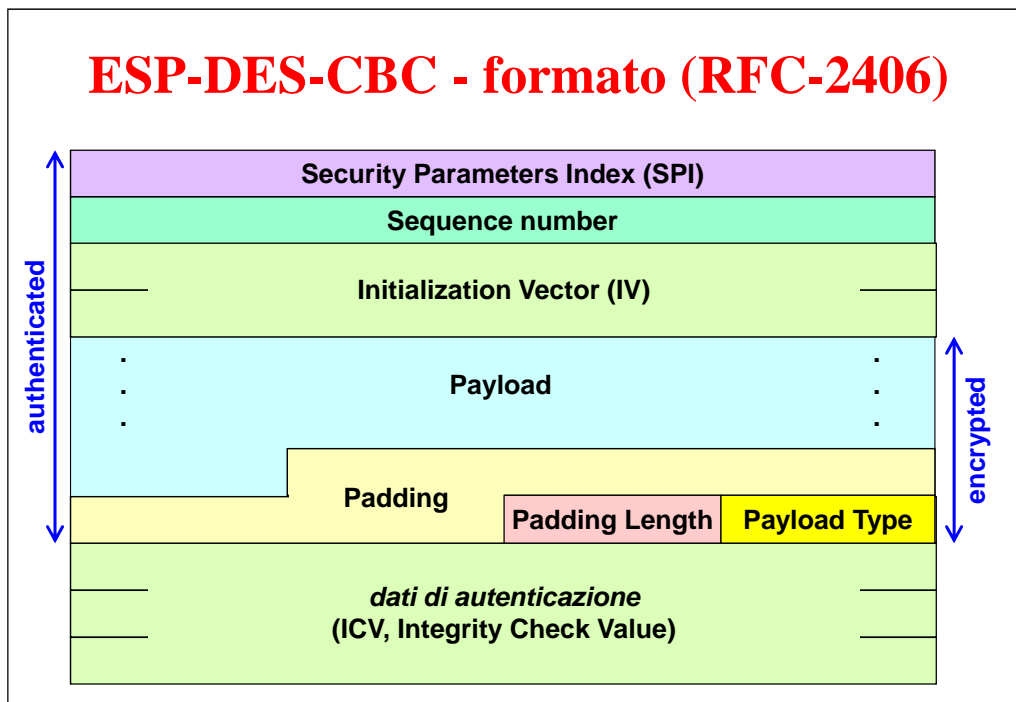 ESP-DES-CBC - formato (RFC-2406)
Security Parameters Index (SPI)
Sequence number
Initialization Vector (IV)
authenticated
Payload
encrypted
Padding
Padding Length
Payload Type
dati di autenticazione
(ICV, Integrity Check Value)